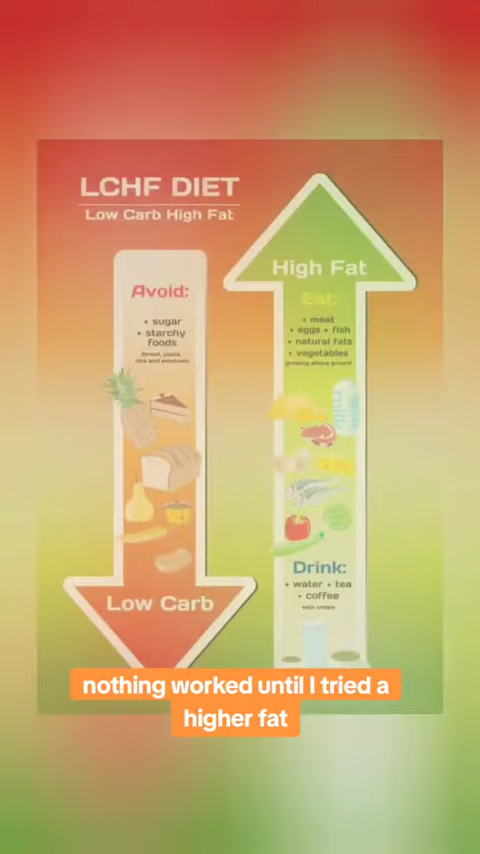 LCHF DIET
Low Carb High Fat
Avoid:
• sugar
• starchy
foods
(bread, pasta,
rice and potatoes)
Low Carb
High Fat
Eat:
• meat
• eggs • fish
• natural fats
• vegetables
growing above ground
Drink:
• water • tea
• coffee
with cream
nothing worked until I tried a
higher fat